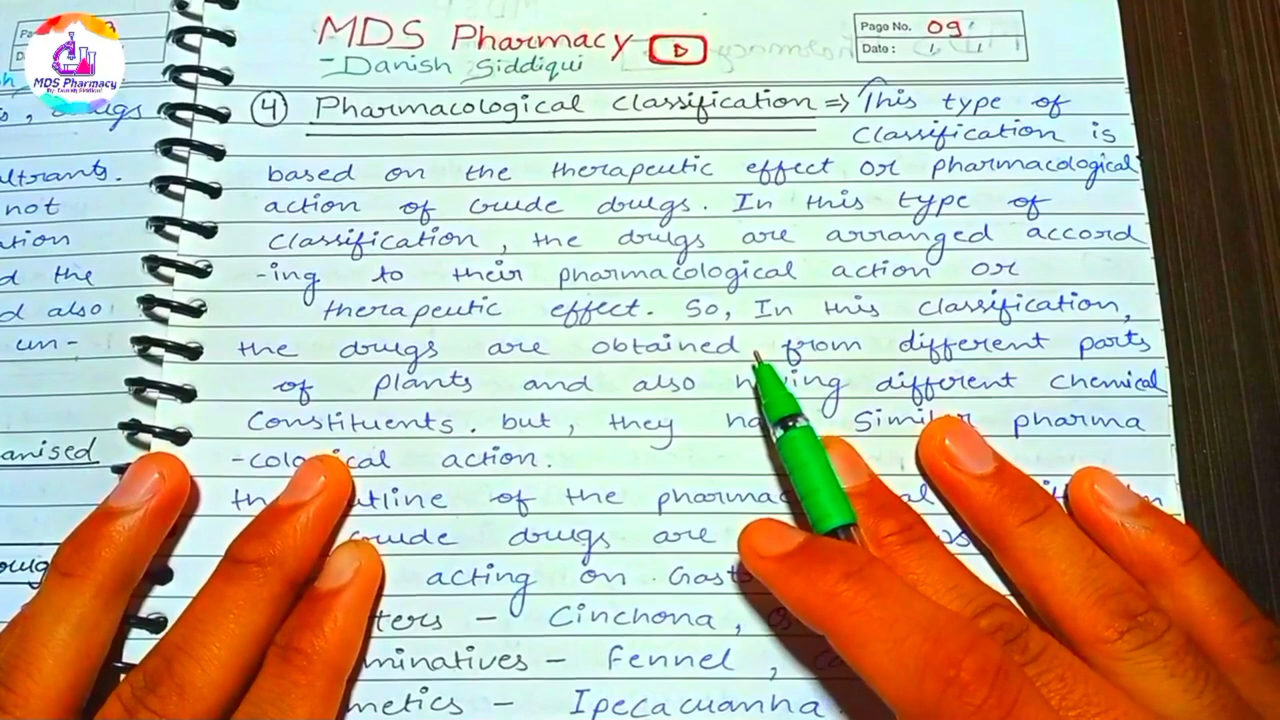 MDS Pharmacy
- Danish Siddiqui
Page No. 09
Date :
MDS Pharmacy
By: Danish Siddiqui
④ Pharmacological classification => This type of
Classification is
based on the therapeutic effect or pharmacological
action of crude drugs. In this type of
Classification, the drugs are arranged accord
-ing to their pharmacological action or
therapeutic effect. So, In this classification,
the drugs are obtained from different parts
of plants and also different chemical
Constituents. but, they pharma
action.
the of the
crude drugs are
acting on
- Cinchona,
- Fennel,
- Ipecacuanha
drugs
not
the
also
un-